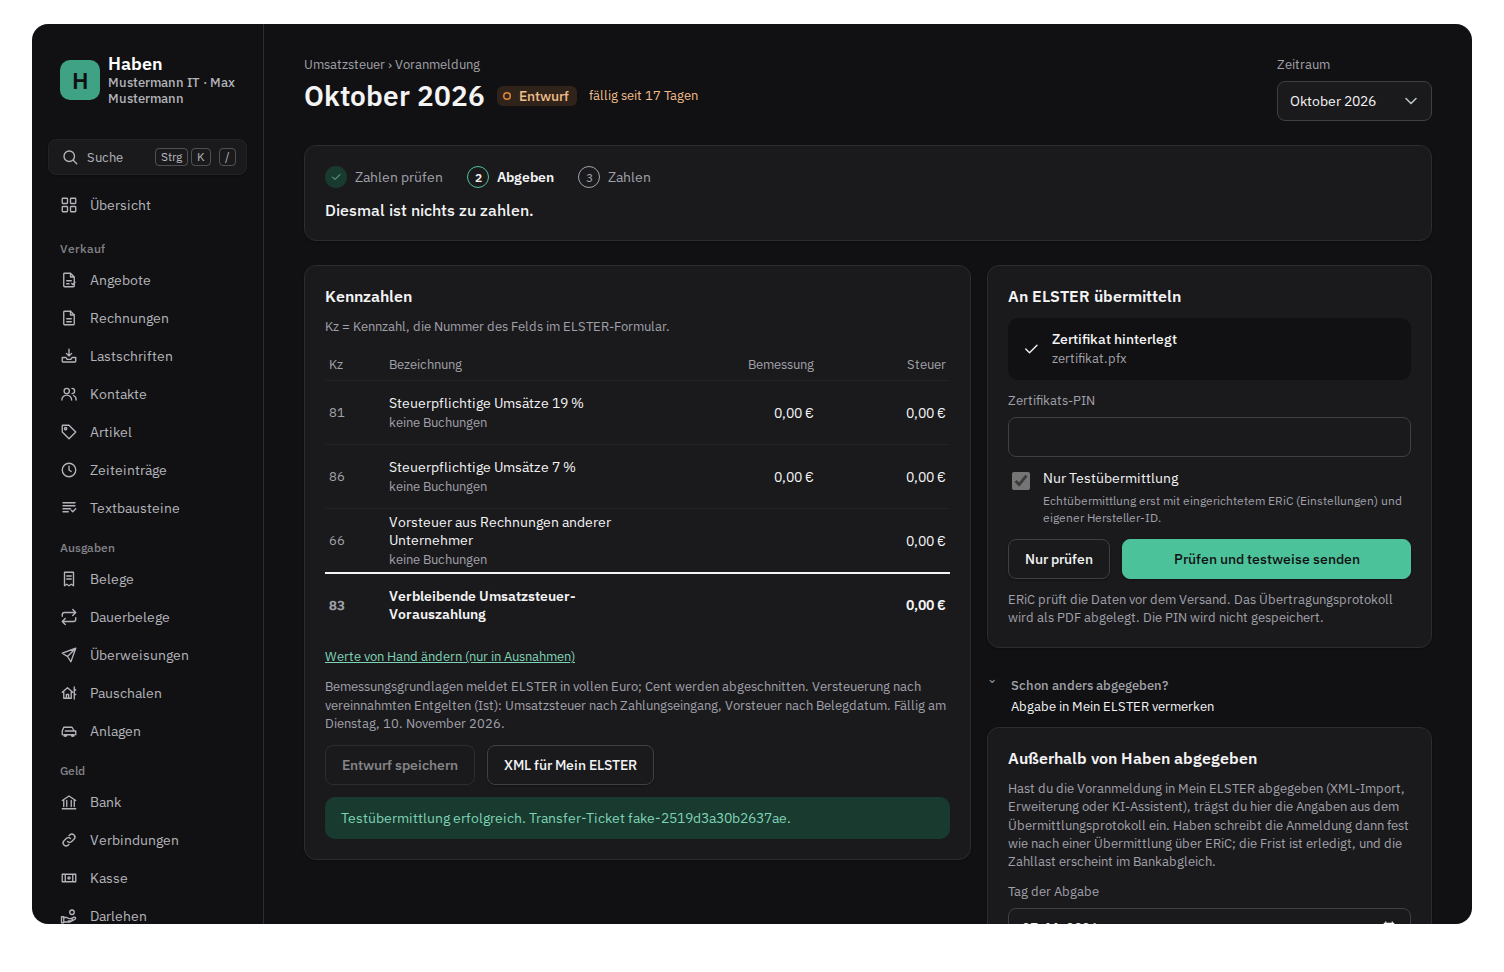 H
Haben
Mustermann IT · Max
Mustermann
Suche Strg K /
Übersicht
Verkauf
Angebote
Rechnungen
Lastschriften
Kontakte
Artikel
Zeiteinträge
Textbausteine
Ausgaben
Belege
Dauerbelege
Überweisungen
Pauschalen
Anlagen
Geld
Bank
Verbindungen
Kasse
Darlehen
Umsatzsteuer › Voranmeldung
Oktober 2026 Entwurf fällig seit 17 Tagen
Zeitraum
Oktober 2026
Zahlen prüfen 2 Abgeben 3 Zahlen
Diesmal ist nichts zu zahlen.
Kennzahlen
Kz = Kennzahl, die Nummer des Felds im ELSTER-Formular.
Kz Bezeichnung Bemessung Steuer
81 Steuerpflichtige Umsätze 19 % 0,00 € 0,00 €
keine Buchungen
86 Steuerpflichtige Umsätze 7 % 0,00 € 0,00 €
keine Buchungen
Vorsteuer aus Rechnungen anderer
66 Unternehmer 0,00 €
keine Buchungen
83 Verbleibende Umsatzsteuer- 0,00 €
Vorauszahlung
Werte von Hand ändern (nur in Ausnahmen)
Bemessungsgrundlagen meldet ELSTER in vollen Euro; Cent werden abgeschnitten. Versteuerung nach
vereinnahmten Entgelten (Ist): Umsatzsteuer nach Zahlungseingang, Vorsteuer nach Belegdatum. Fällig am
Dienstag, 10. November 2026.
Entwurf speichern XML für Mein ELSTER
Testübermittlung erfolgreich. Transfer-Ticket fake-2519d3a30b2637ae.
An ELSTER übermitteln
Zertifikat hinterlegt
zertifikat.pfx
Zertifikats-PIN
Nur Testübermittlung
Echtübermittlung erst mit eingerichtetem ERiC (Einstellungen) und
eigener Hersteller-ID.
Nur prüfen Prüfen und testweise senden
ERiC prüft die Daten vor dem Versand. Das Übertragungsprotokoll
wird als PDF abgelegt. Die PIN wird nicht gespeichert.
Schon anders abgegeben?
Abgabe in Mein ELSTER vermerken
Außerhalb von Haben abgegeben
Hast du die Voranmeldung in Mein ELSTER abgegeben (XML-Import,
Erweiterung oder KI-Assistent), trägst du hier die Angaben aus dem
Übermittlungsprotokoll ein. Haben schreibt die Anmeldung dann fest
wie nach einer Übermittlung über ERiC; die Frist ist erledigt, und die
Zahllast erscheint im Bankabgleich.
Tag der Abgabe